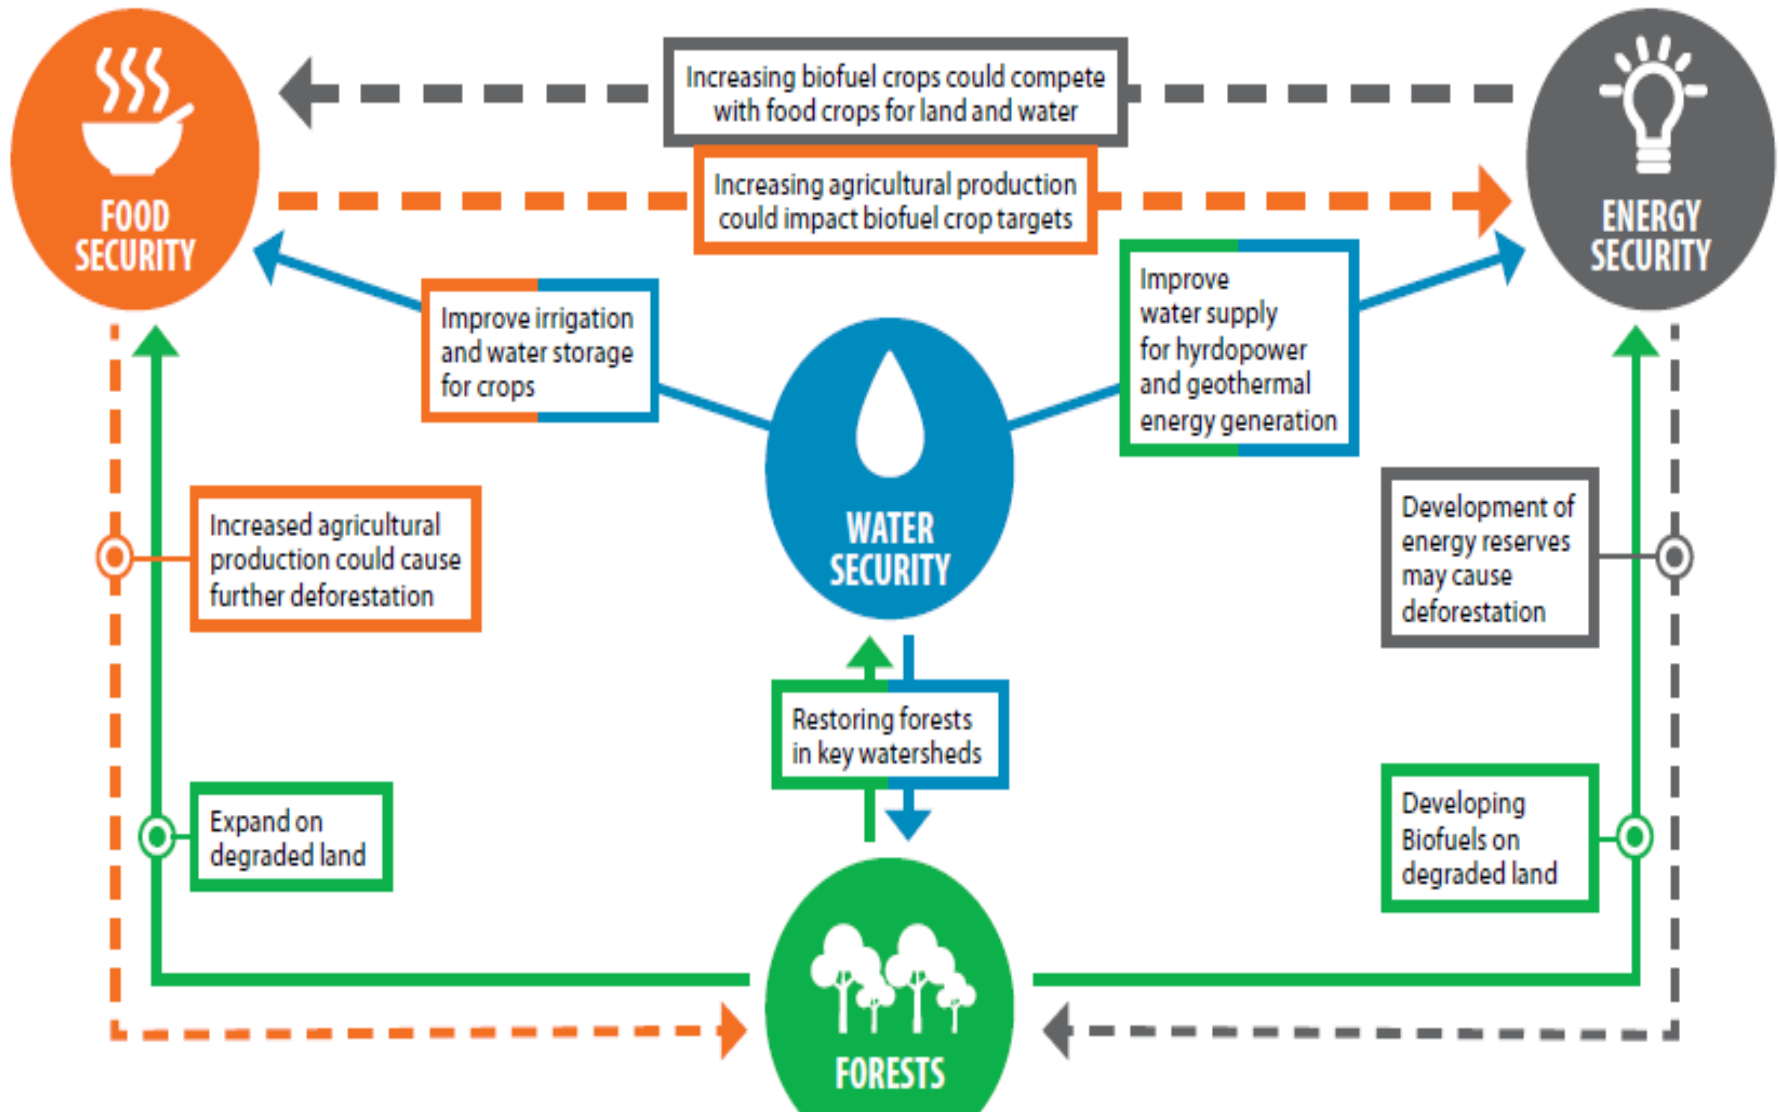 Increasing biofuel crops could compete
with food crops for land and water
Increasing agricultural production
could impact biofuel crop targets
FOOD
SECURITY
ENERGY
SECURITY
Improve irrigation
and water storage
for crops
Improve
water supply
for hyrdopower
and geothermal
energy generation
WATER
SECURITY
Increased agricultural
production could cause
further deforestation
Development of
energy reserves
may cause
deforestation
Restoring forests
in key watersheds
Expand on
degraded land
Developing
Biofuels on
degraded land
FORESTS